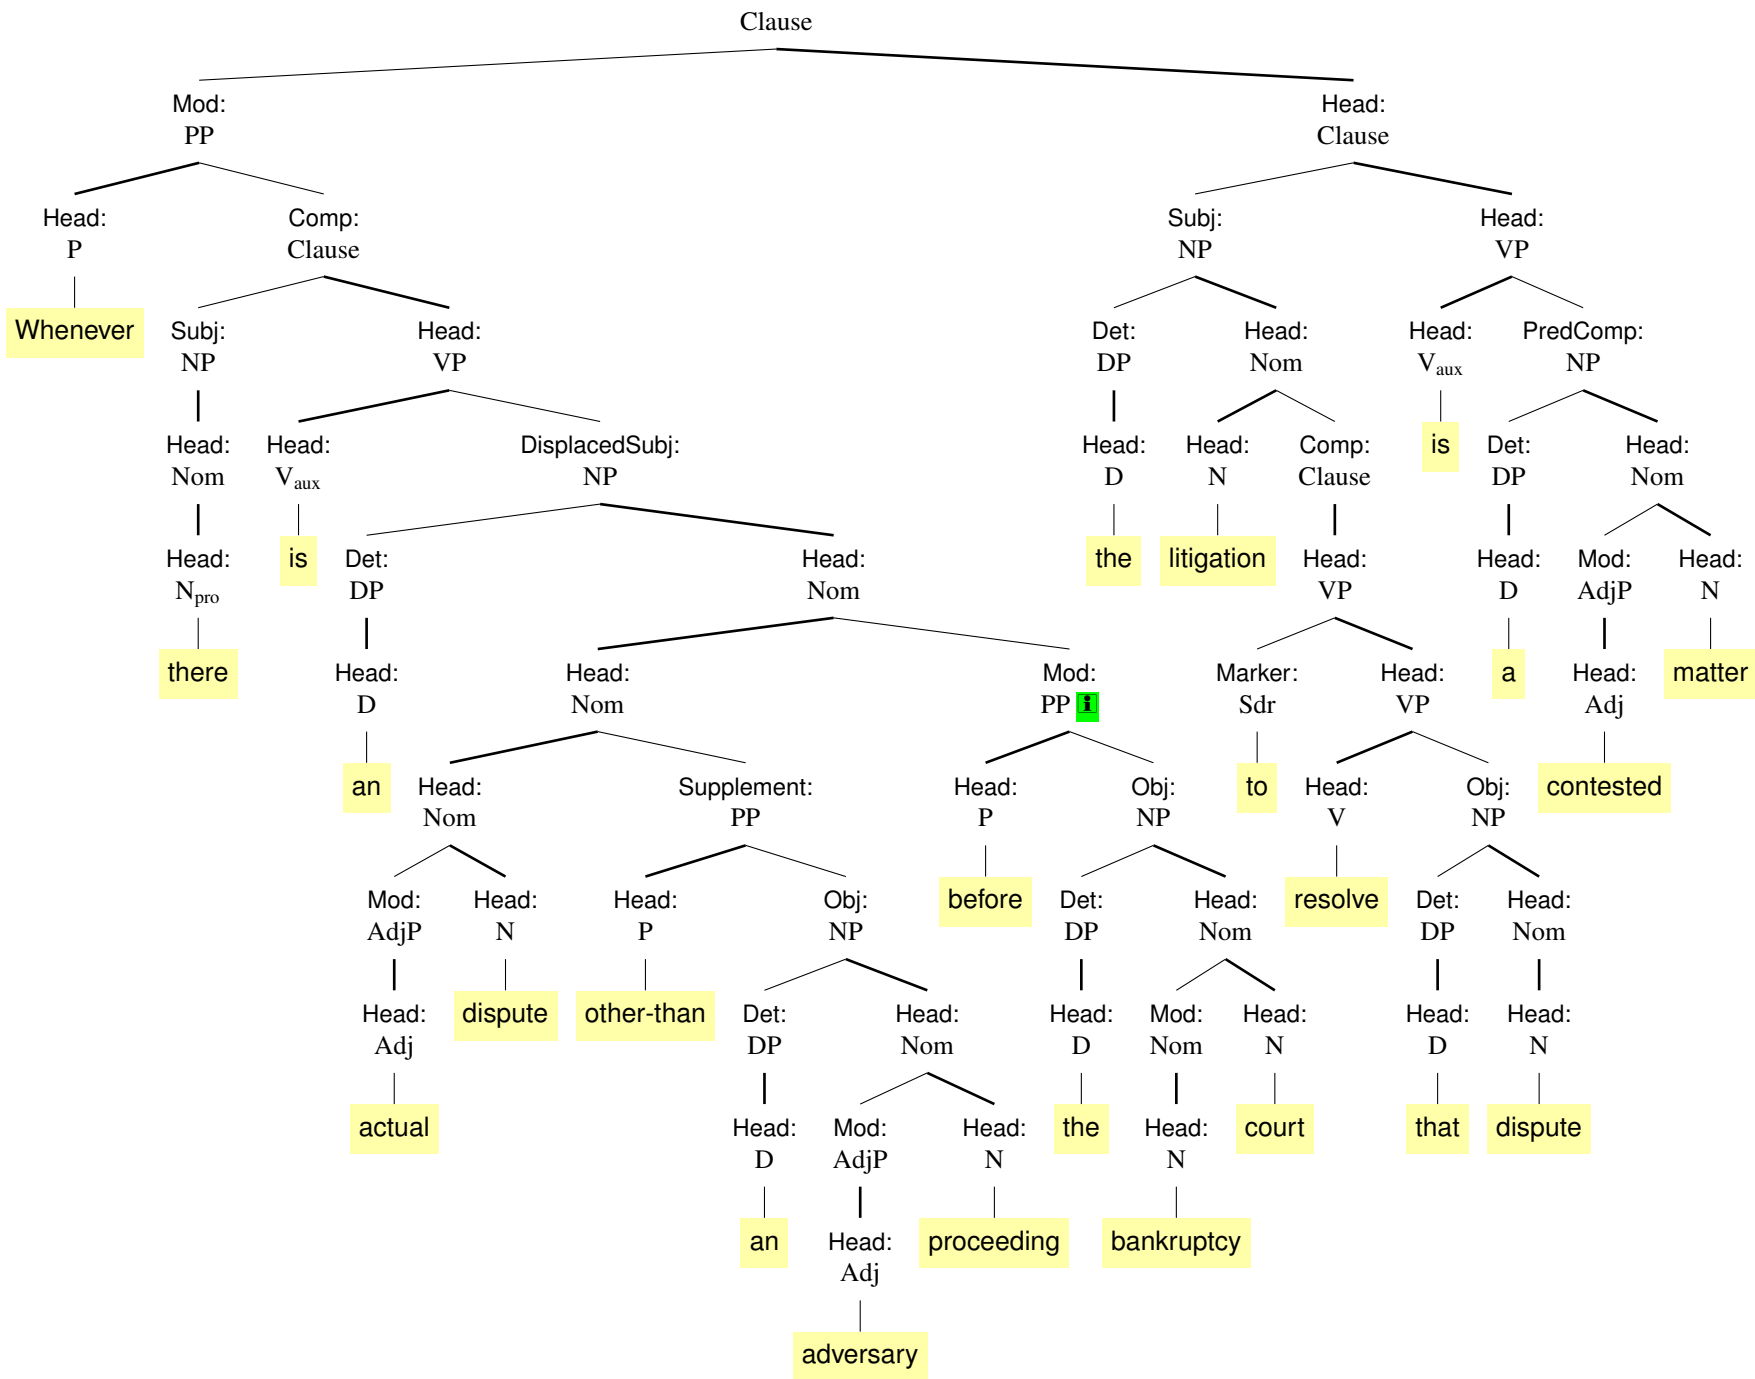 Clause
Mod: Head:
PP Clause
Head: Comp: Subj: Head:
P Clause NP VP
Whenever Subj: Head: Det: Head: Head: PredComp:
NP VP DP Nom Vaux NP
Head: Head: DisplacedSubj: Head: Head: Comp: is Det: Head:
Nom Vaux NP D N Clause DP Nom
Head: is Det: Head: the litigation Head: Head: Mod: Head:
Npro DP Nom VP D AdjP N
there Head: Head: Mod: Marker: Head: a Head: matter
D Nom PP i Sdr VP Adj
an Head: Supplement: Head: Obj: to Head: Obj: contested
Nom PP P NP V NP
Mod: Head: Head: Obj: before Det: Head: resolve Det: Head:
AdjP N P NP DP Nom DP Nom
Head: dispute other-than Det: Head: Head: Mod: Head: Head: Head:
Adj DP Nom D Nom N D N
actual Head: Mod: Head: the Head: court that dispute
D AdjP N N
an Head: proceeding bankruptcy
Adj
adversary